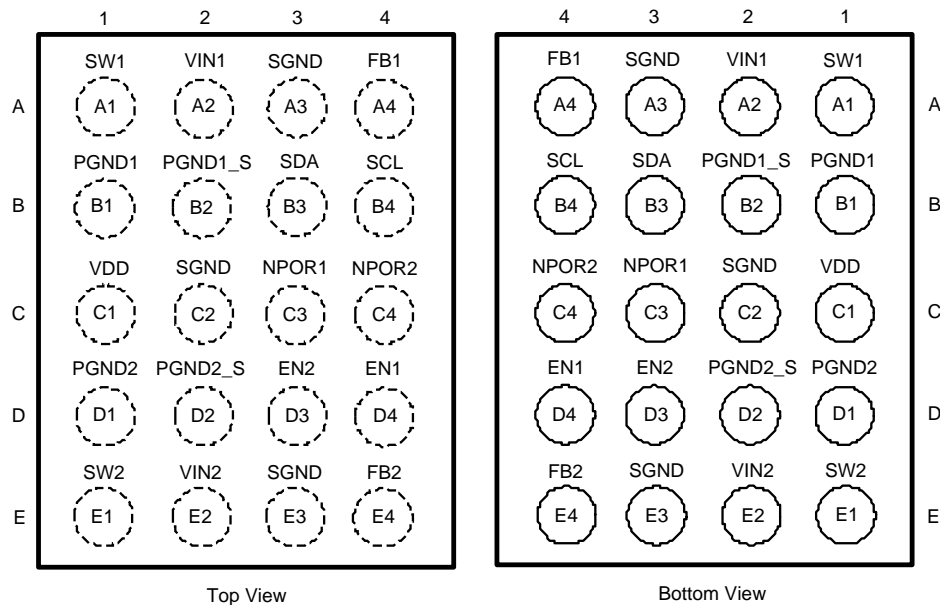 1 2 3 4
SW1 VIN1 SGND FB1
A A1 A2 A3 A4
PGND1 PGND1_S SDA SCL
B B1 B2 B3 B4
VDD SGND NPOR1 NPOR2
C C1 C2 C3 C4
PGND2 PGND2_S EN2 EN1
D D1 D2 D3 D4
SW2 VIN2 SGND FB2
E E1 E2 E3 E4
Top View
4 3 2 1
FB1 SGND VIN1 SW1
A4 A3 A2 A1 A
SCL SDA PGND1_S PGND1
B4 B3 B2 B1 B
NPOR2 NPOR1 SGND VDD
C4 C3 C2 C1 C
EN1 EN2 PGND2_S PGND2
D4 D3 D2 D1 D
FB2 SGND VIN2 SW2
E4 E3 E2 E1 E
Bottom View